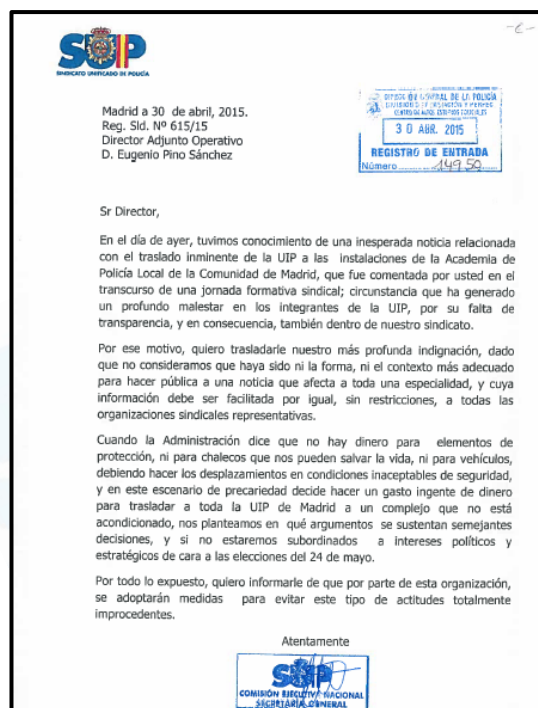 SUP
SINDICATO UNIFICADO DE POLICÍA
Madrid a 30 de abril, 2015.
Reg. Sld. Nº 615/15
Director Adjunto Operativo
D. Eugenio Pino Sánchez
GENERAL DE LA POLICÍA
3 0 ABR. 2015
REGISTRO DE ENTRADA
Número 14950
Sr Director,
En el día de ayer, tuvimos conocimiento de una inesperada noticia relacionada
con el traslado inminente de la UIP a las instalaciones de la Academia de
Policía Local de la Comunidad de Madrid, que fue comentada por usted en el
transcurso de una jornada formativa sindical; circunstancia que ha generado
un profundo malestar en los integrantes de la UIP, por su falta de
transparencia, y en consecuencia, también dentro de nuestro sindicato.
Por ese motivo, quiero trasladarle nuestro más profunda indignación, dado
que no consideramos que haya sido ni la forma, ni el contexto más adecuado
para hacer pública a una noticia que afecta a toda una especialidad, y cuya
información debe ser facilitada por igual, sin restricciones, a todas las
organizaciones sindicales representativas.
Cuando la Administración dice que no hay dinero para elementos de
protección, ni para chalecos que nos pueden salvar la vida, ni para vehículos,
debiendo hacer los desplazamientos en condiciones inaceptables de seguridad,
y en este escenario de precariedad decide hacer un gasto ingente de dinero
para trasladar a toda la UIP de Madrid a un complejo que no está
acondicionado, nos planteamos en qué argumentos se sustentan semejantes
decisiones, y si no estaremos subordinados a intereses políticos y
estratégicos de cara a las elecciones del 24 de mayo.
Por todo lo expuesto, quiero informarle de que por parte de esta organización,
se adoptarán medidas para evitar este tipo de actitudes totalmente
improcedentes.
Atentamente
SUP
COMISIÓN EJECUTIVA NACIONAL
SECRETARÍA GENERAL